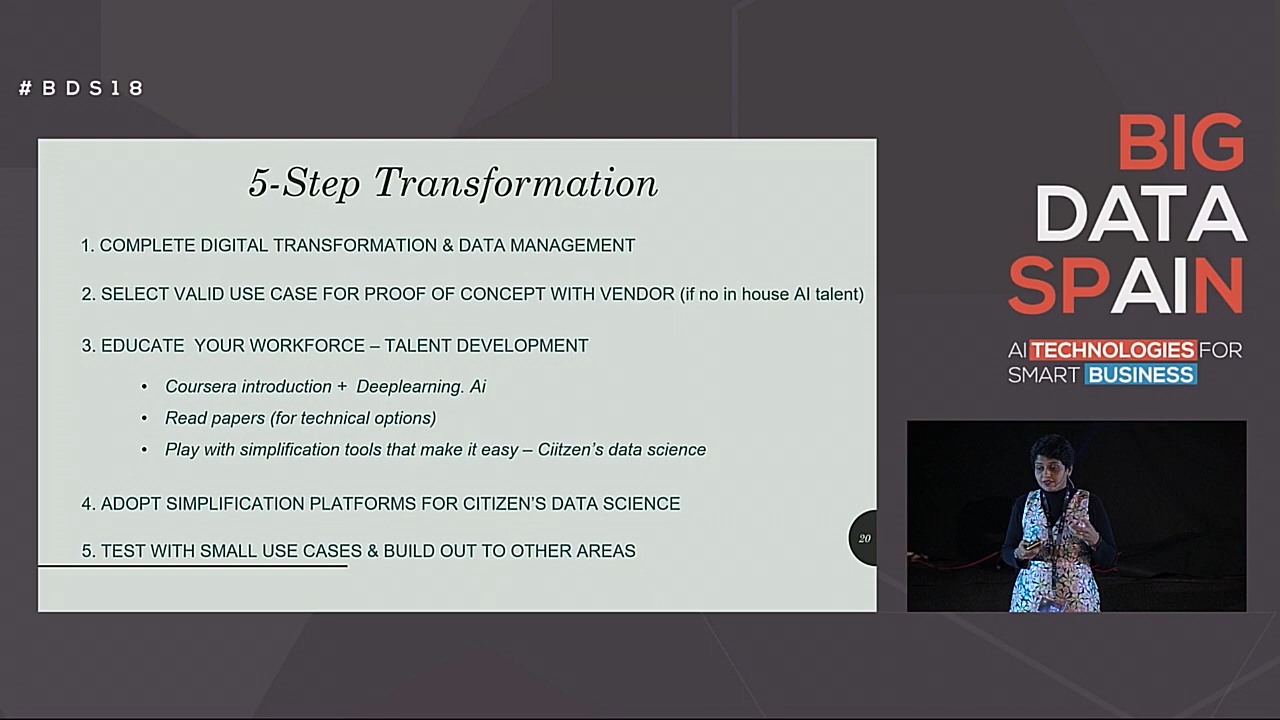 #BDS18
5-Step Transformation
1. COMPLETE DIGITAL TRANSFORMATION & DATA MANAGEMENT
2. SELECT VALID USE CASE FOR PROOF OF CONCEPT WITH VENDOR (if no in house AI talent)
3. EDUCATE  YOUR WORKFORCE – TALENT DEVELOPMENT
• Coursera introduction +  Deeplearning. Ai
• Read papers (for technical options)
• Play with simplification tools that make it easy – Ciitzen’s data science
4. ADOPT SIMPLIFICATION PLATFORMS FOR CITIZEN’S DATA SCIENCE
5. TEST WITH SMALL USE CASES & BUILD OUT TO OTHER AREAS
20
BIG
DATA
SPAIN
AI TECHNOLOGIES FOR
SMART BUSINESS